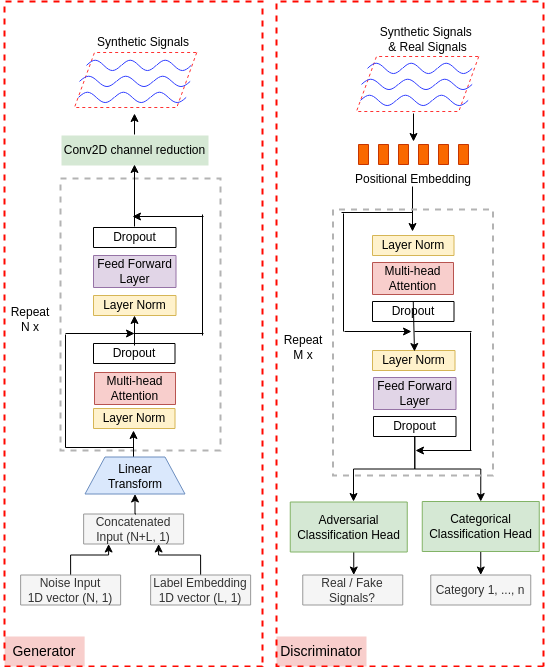 Synthetic Signals
Conv2D channel reduction
Dropout
Feed Forward
Layer
Layer Norm
Repeat
N x
Dropout
Multi-head
Attention
Layer Norm
Linear
Transform
Concatenated
Input (N+L, 1)
Noise Input
1D vector (N, 1)
Label Embedding
1D vector (L, 1)
Generator
Synthetic Signals
& Real Signals
Positional Embedding
Layer Norm
Multi-head
Attention
Dropout
Repeat
M x
Layer Norm
Feed Forward
Layer
Dropout
Adversarial
Classification Head
Categorical
Classification Head
Real / Fake
Signals?
Category 1, ..., n
Discriminator